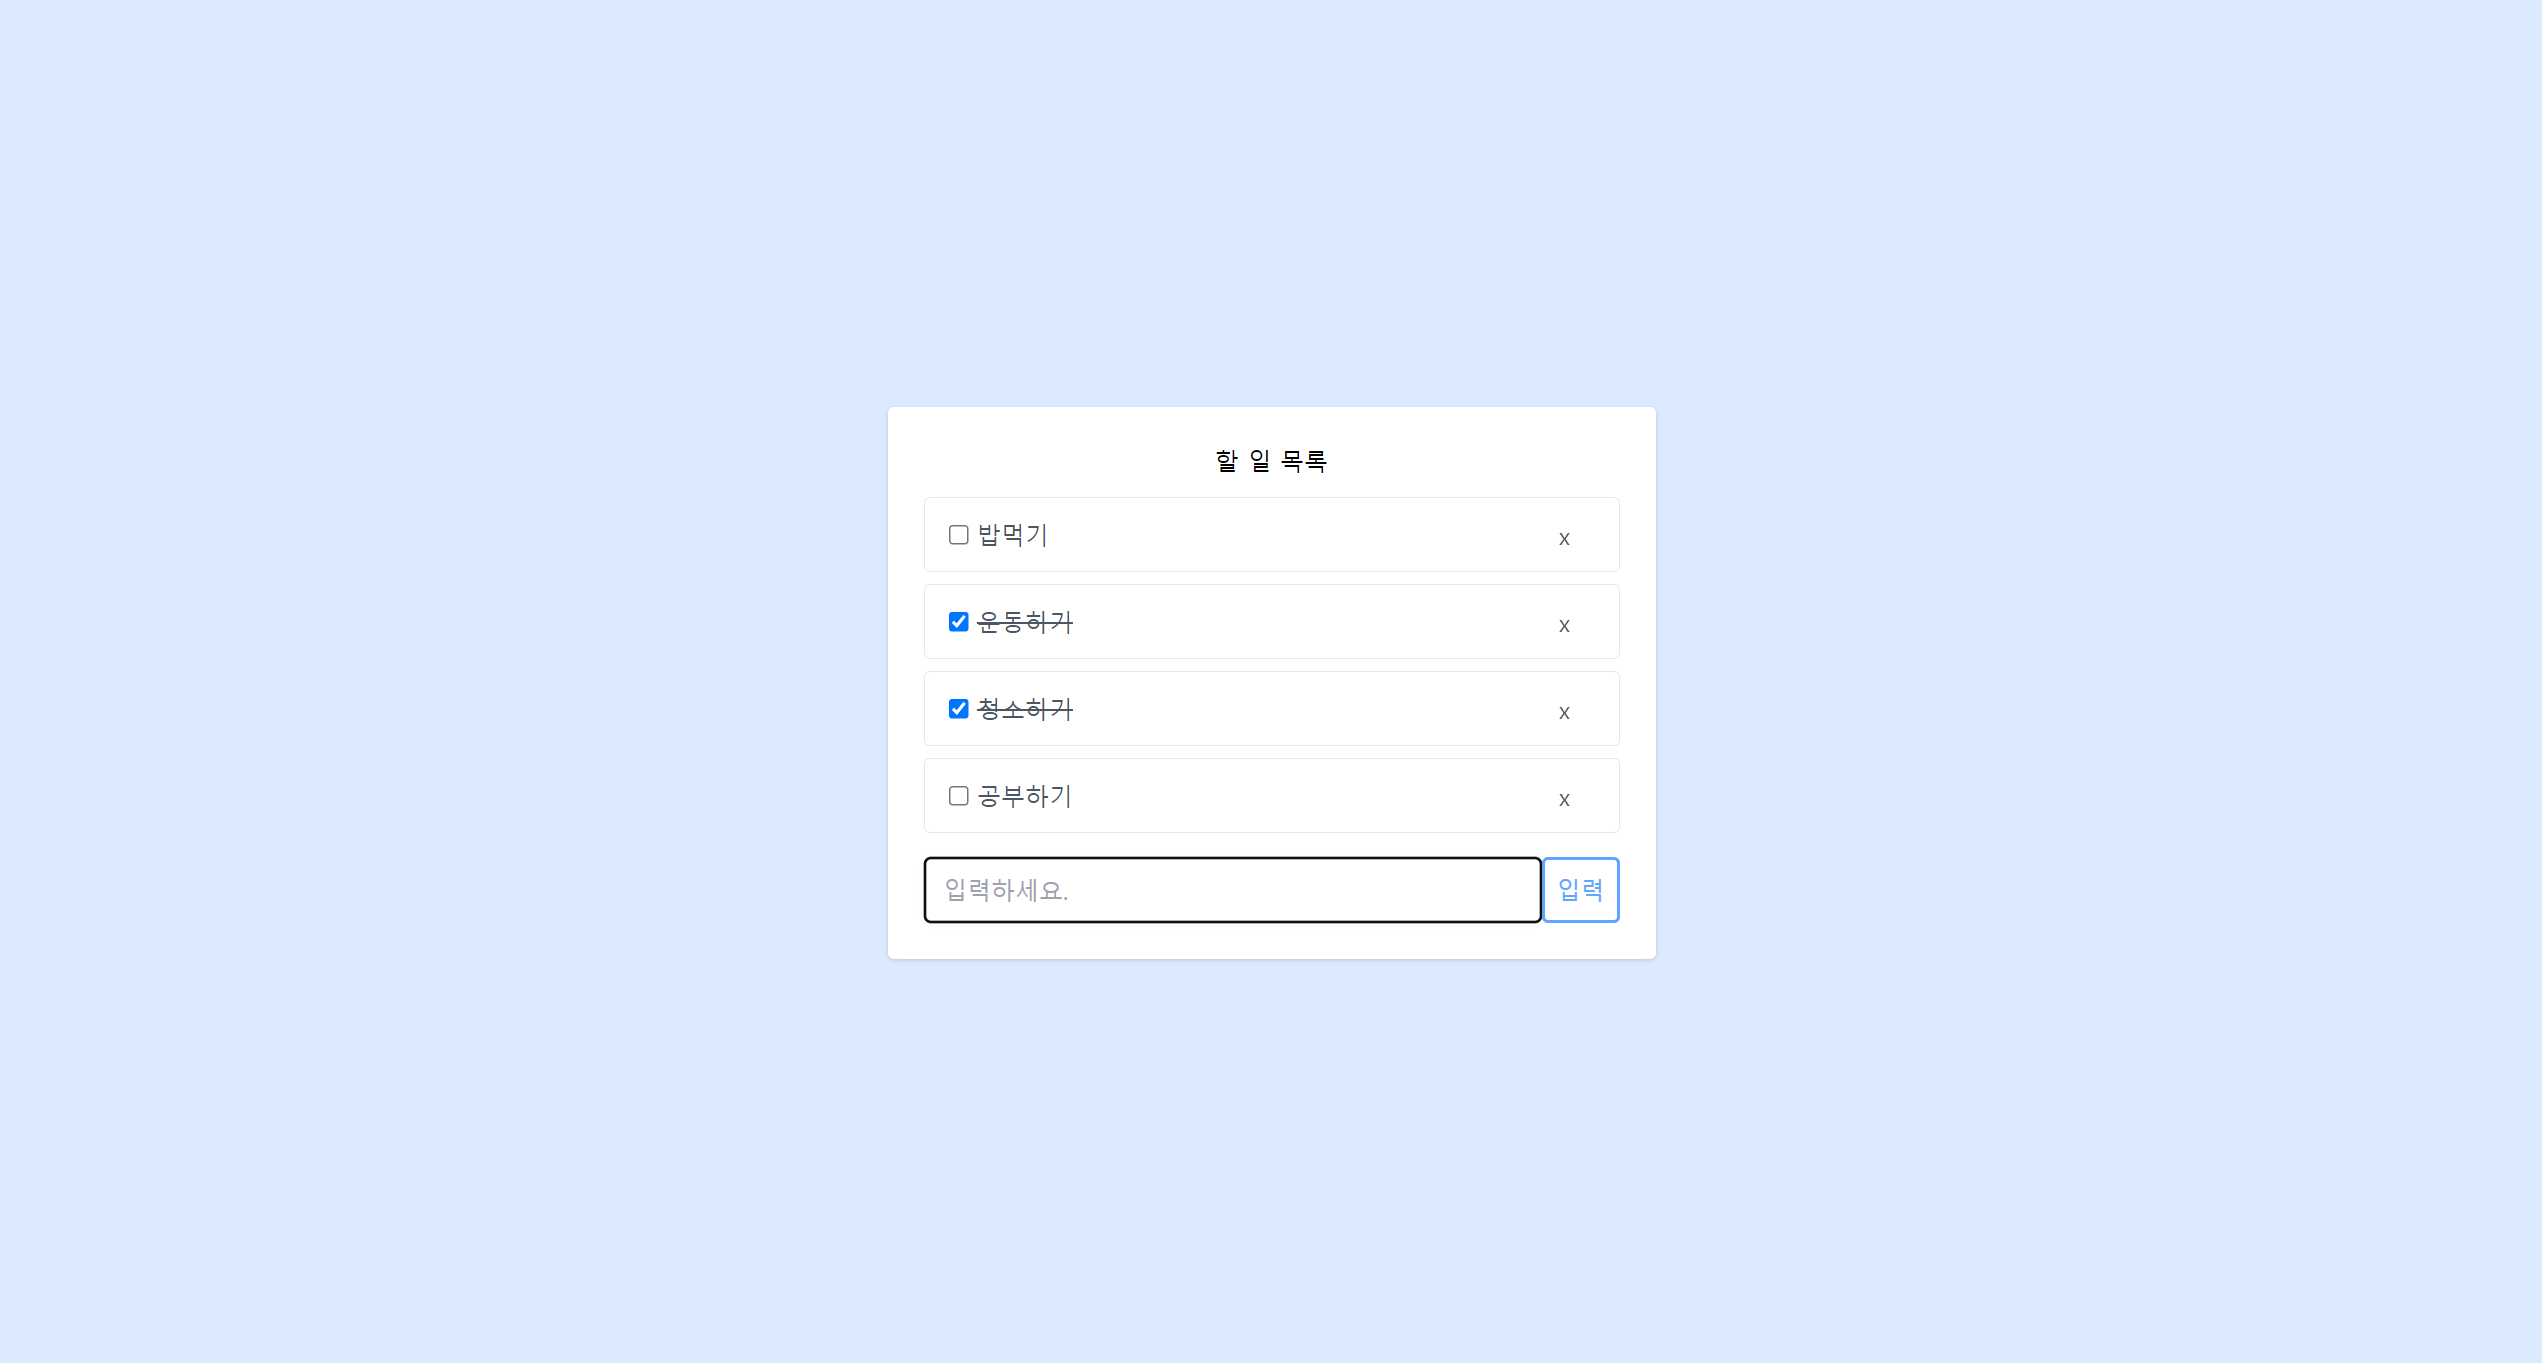 할 일 목록
밥먹기 x
운동하기 x
청소하기 x
공부하기 x
입력하세요. 입력